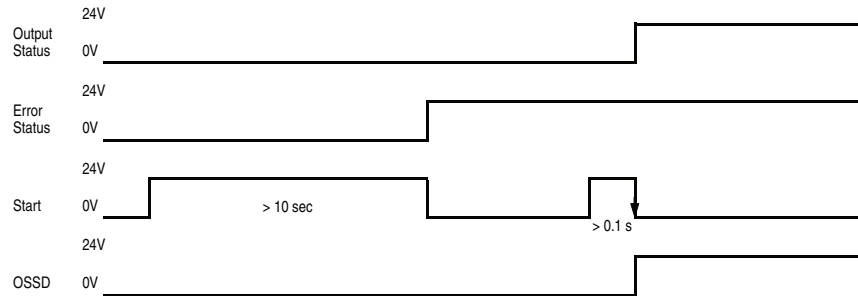 24V
Output
Status
0V
24V
Error
Status
0V
24V
Start
0V
> 10 sec
> 0.1 s
24V
OSSD
0V